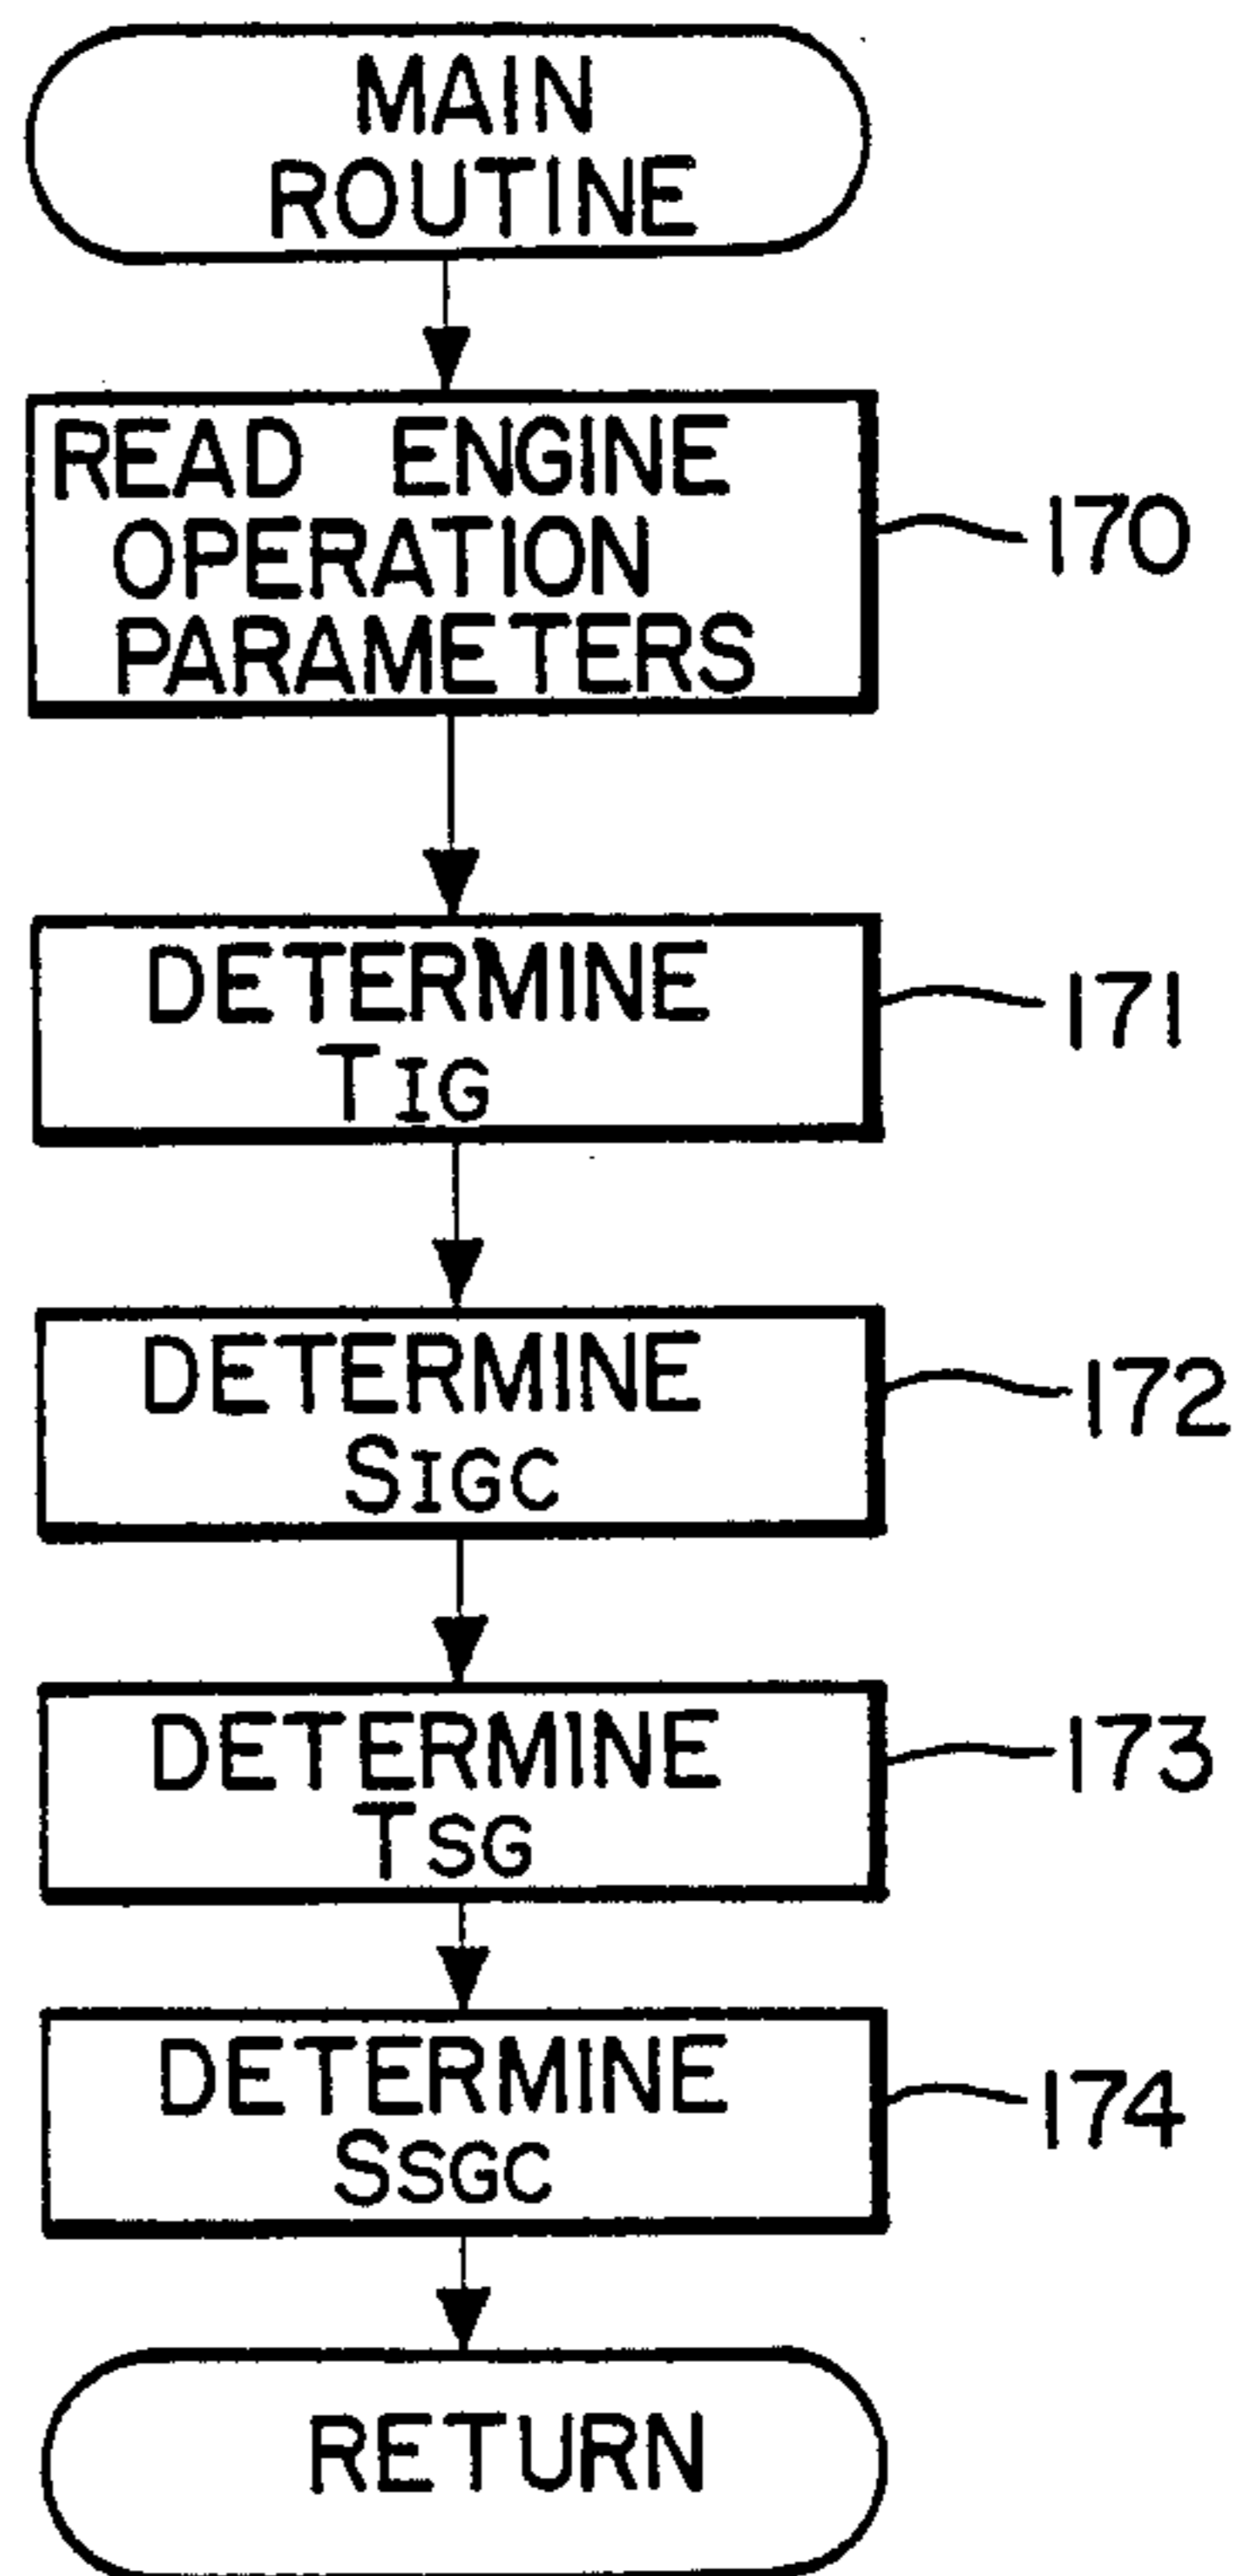 MAIN
ROUTINE
READ ENGINE
OPERATION
PARAMETERS
170
DETERMINE
TIG
171
DETERMINE
SIGC
172
DETERMINE
TSG
173
DETERMINE
SSGC
174
RETURN